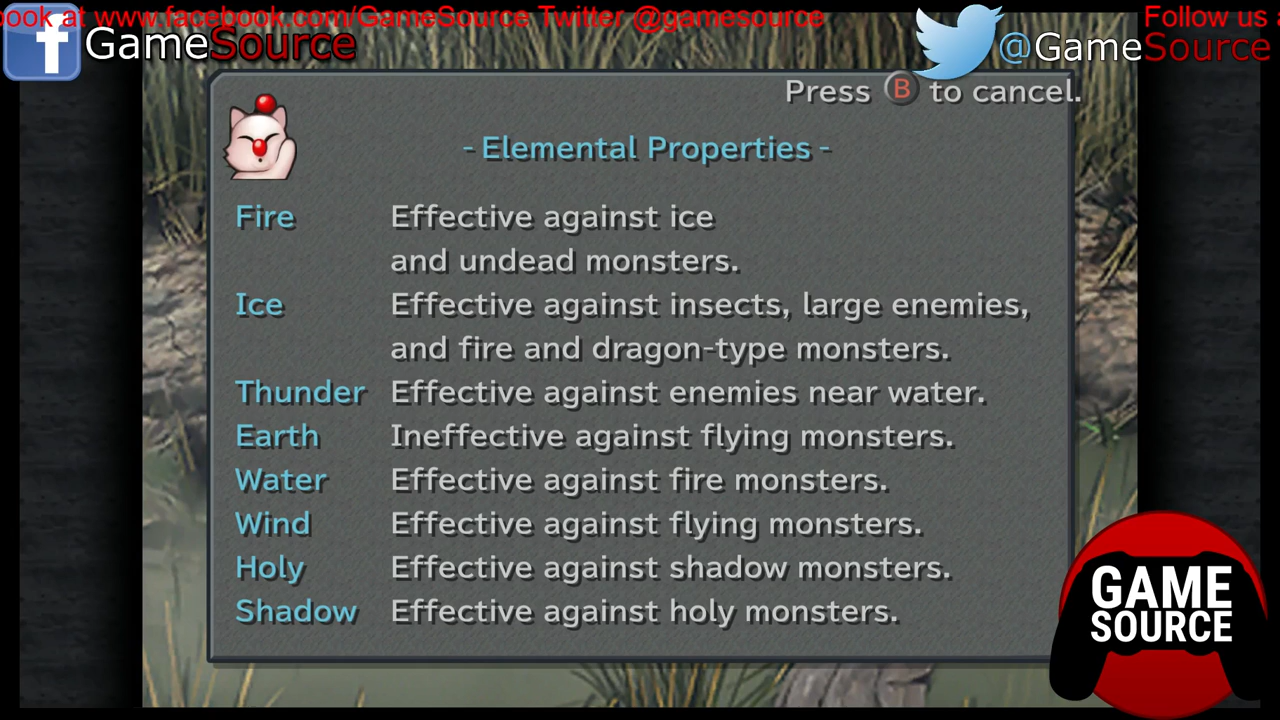 ook at www.facebook.com/GameSource Twitter @gamesource
Follow us a
f GameSource
@GameSource
Press B to cancel.
- Elemental Properties -
Fire Effective against ice
and undead monsters.
Ice Effective against insects, large enemies,
and fire and dragon-type monsters.
Thunder Effective against enemies near water.
Earth Ineffective against flying monsters.
Water Effective against fire monsters.
Wind Effective against flying monsters.
Holy Effective against shadow monsters.
Shadow Effective against holy monsters.
GAME
SOURCE